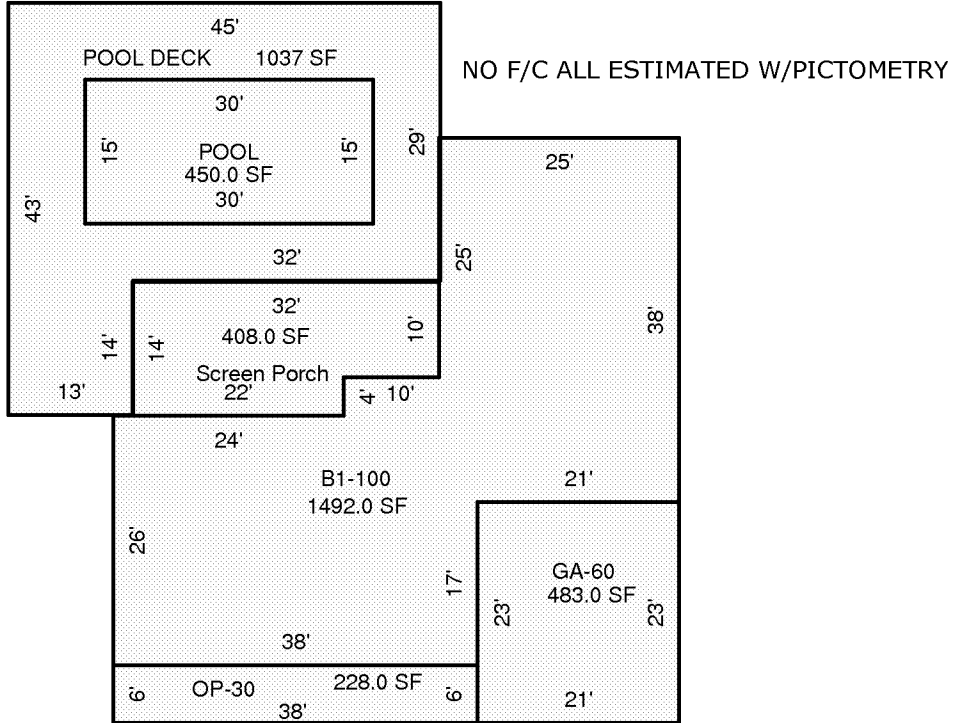 45'
POOL DECK 1037 SF
NO F/C ALL ESTIMATED W/PICTOMETRY
30'
15'
15'
29'
POOL
450.0 SF
30'
25'
43'
32'
25'
32'
408.0 SF
10'
38'
14'
14'
Screen Porch
13'
22'
4'
10'
24'
B1-100
1492.0 SF
21'
26'
17'
GA-60
483.0 SF
23'
23'
38'
OP-30
228.0 SF
6'
6'
38'
21'